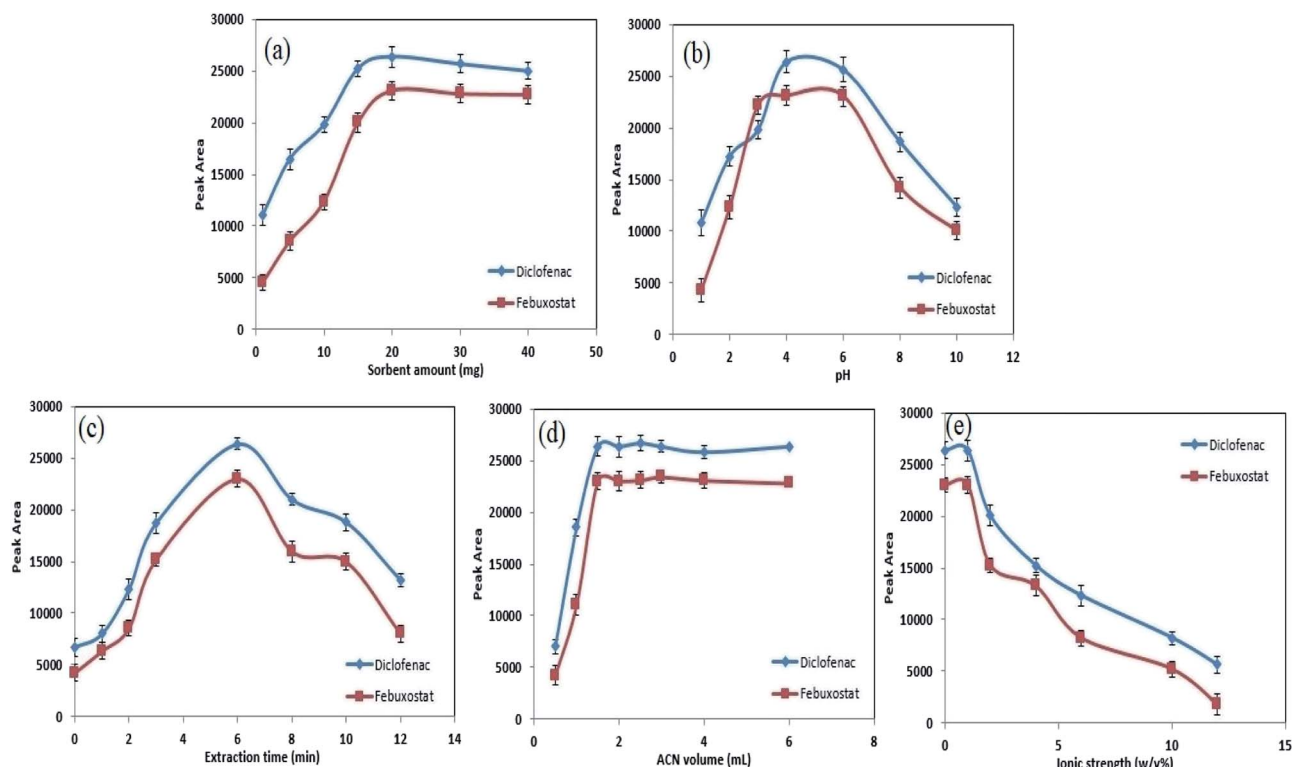 (a)
30000
25000
20000
15000
10000
5000
0
Peak Area
Diclofenac
Febuxostat
0 10 20 30 40 50
Sorbent amount (mg)
(b)
30000
25000
20000
15000
10000
5000
0
Peak Area
Diclofenac
Febuxostat
0 2 4 6 8 10 12
pH
(c)
30000
25000
20000
15000
10000
5000
0
Peak Area
Diclofenac
Febuxostat
0 2 4 6 8 10 12 14
Extraction time (min)
(d)
30000
25000
20000
15000
10000
5000
0
Peak Area
Diclofenac
Febuxostat
0 2 4 6 8
ACN volume (mL)
(e)
30000
25000
20000
15000
10000
5000
0
Peak Area
Diclofenac
Febuxostat
0 5 10 15
Ionic strength (w/v%)